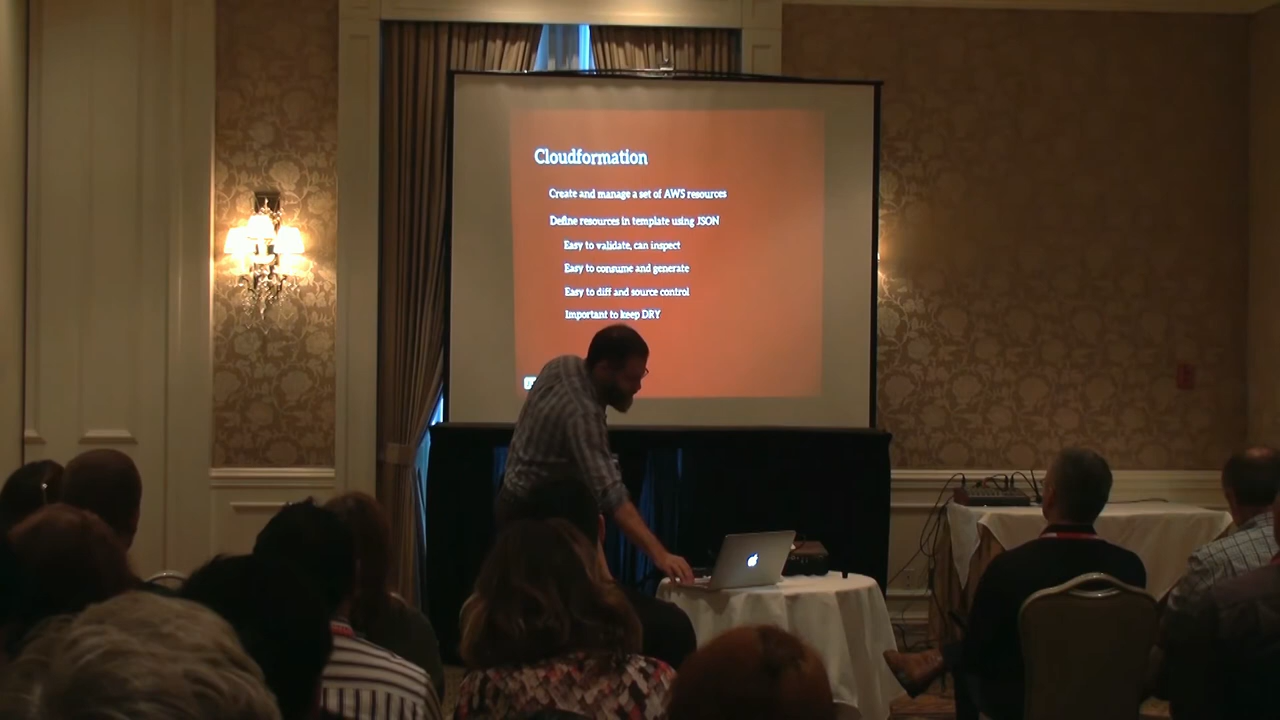 Cloudformation
Create and manage a set of AWS resources
Define resources in template using JSON
Easy to validate, can inspect
Easy to consume and generate
Easy to diff and source control
Important to keep DRY